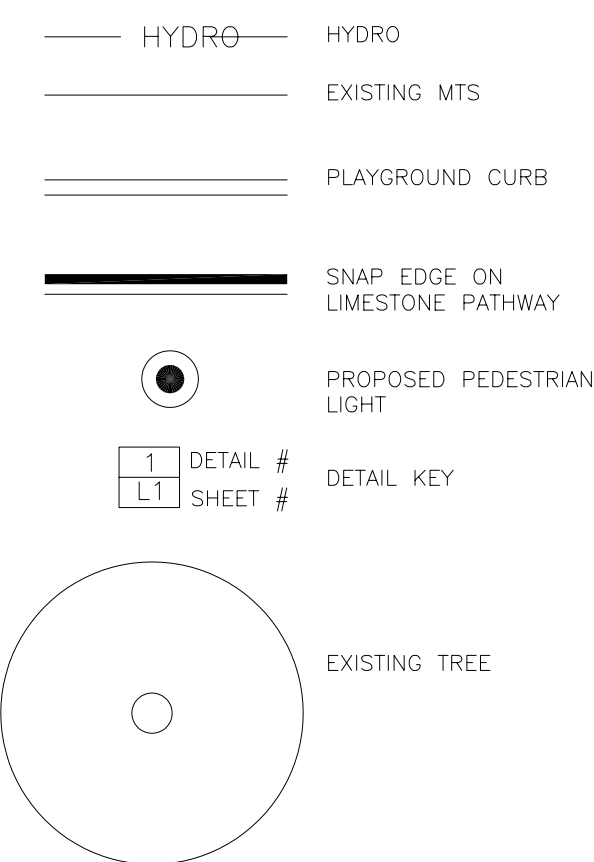 HYDRO HYDRO
EXISTING MTS
PLAYGROUND CURB
SNAP EDGE ON
LIMESTONE PATHWAY
PROPOSED PEDESTRIAN
LIGHT
1 DETAIL #
L1 SHEET #
DETAIL KEY
EXISTING TREE